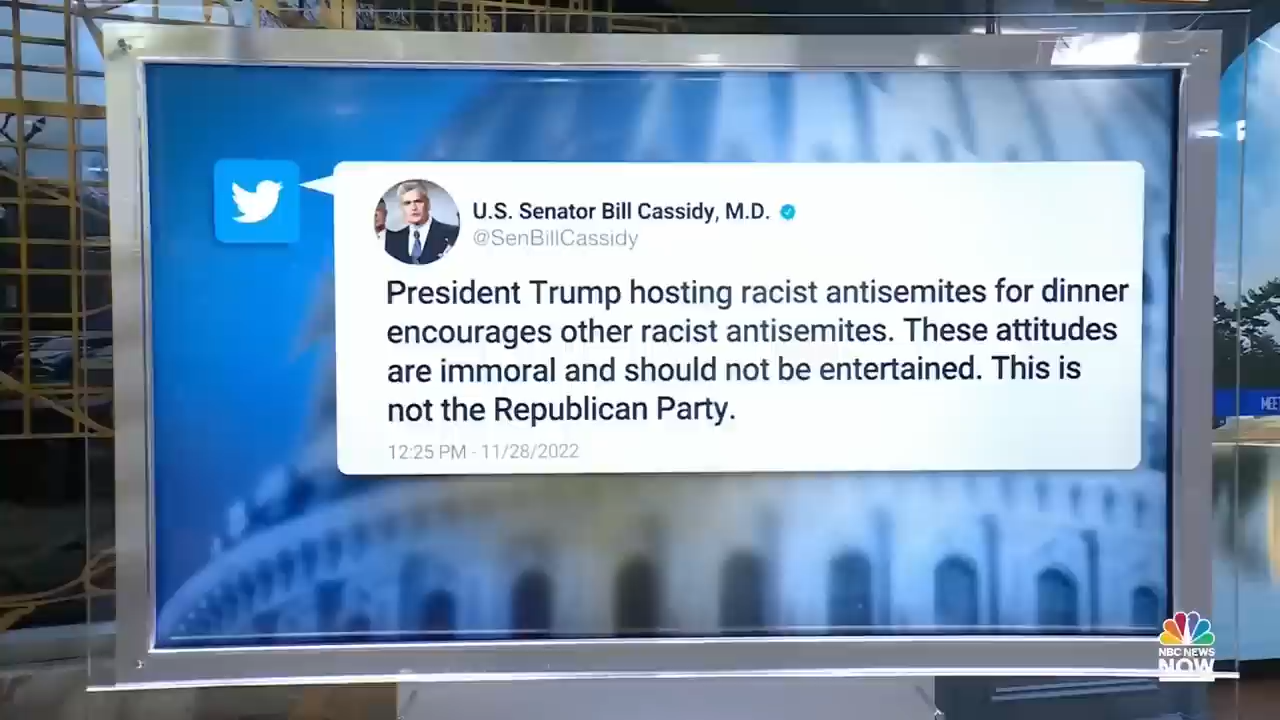 U.S. Senator Bill Cassidy, M.D.
@SenBillCassidy
President Trump hosting racist antisemites for dinner
encourages other racist antisemites. These attitudes
are immoral and should not be entertained. This is
not the Republican Party.
12:25 PM - 11/28/2022
MEET
NBC NEWS
NOW